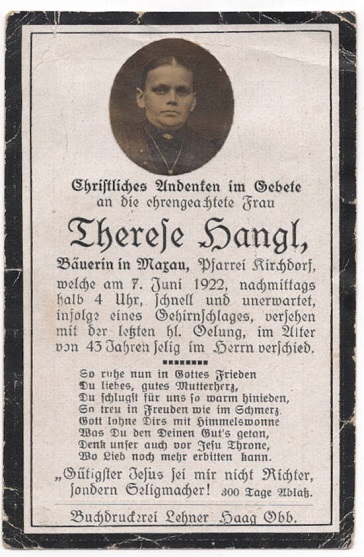 Christliches Andenken im Gebete
an die ehrengeachtete Frau
Therese Hangl,
Bäuerin in Maxau, Pfarrei Kirchdorf,
welche am 7. Juni 1922, nachmittags
halb 4 Uhr, schnell und unerwartet,
infolge eines Gehirnschlages, versehen
mit der letzten hl. Oelung, im Alter
von 43 Jahren selig im Herrn verschied.
So ruhe nun in Gottes Frieden
Du liebes, gutes Mutterherz,
Du schlugst für uns so warm hinieden,
So treu in Freuden wie im Schmerz.
Gott lohne Dirs mit Himmelswonne
Was Du den Deinen Gut's getan,
Denk unser auch vor Jesu Throne,
Wo Lieb noch mehr erbitten kann.
„Gütigster Jesus sei mir nicht Richter,
sondern Seligmacher! 300 Tage Ablaß.
Buchdruckerei Lehner Haag Obb.